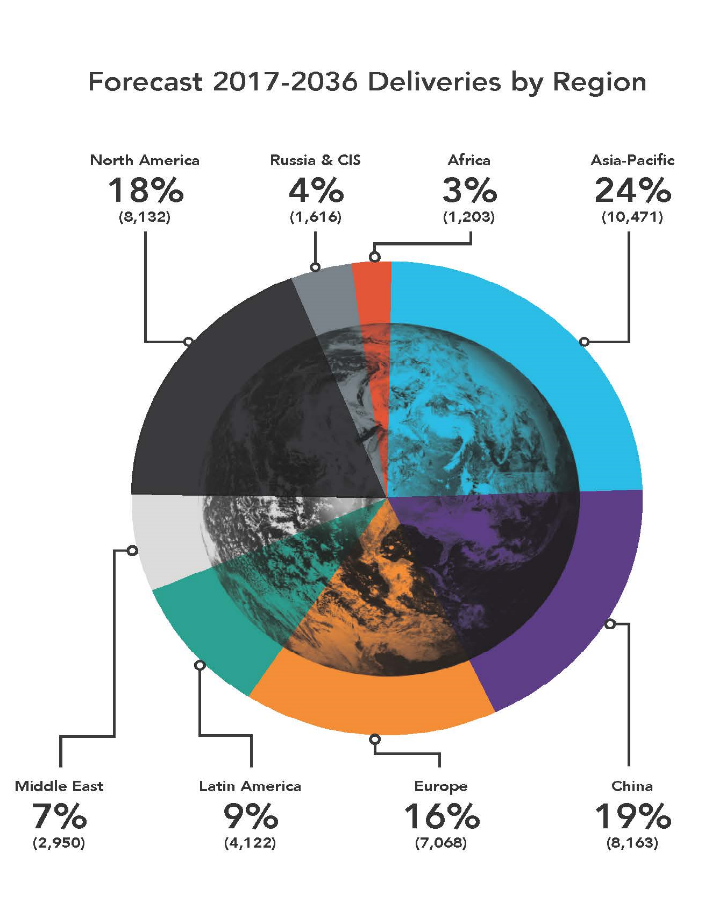 Forecast 2017-2036 Deliveries by Region
North America
18%
(8,132)
Russia & CIS
4%
(1,616)
Africa
3%
(1,203)
Asia-Pacific
24%
(10,471)
Middle East
7%
(2,950)
Latin America
9%
(4,122)
Europe
16%
(7,068)
China
19%
(8,163)